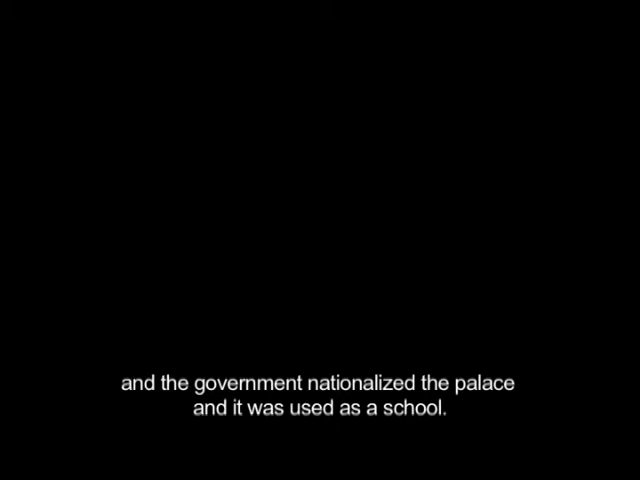 and the government nationalized the palace
and it was used as a school.